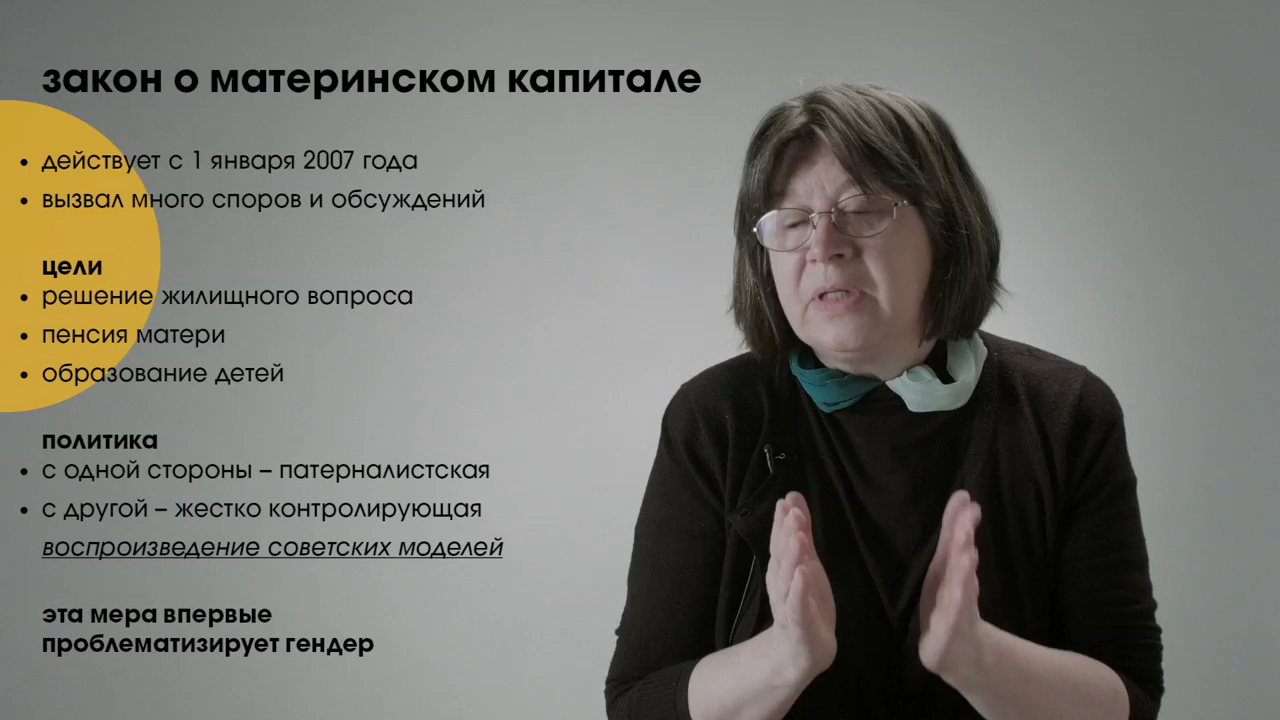 закон о материнском капитале
• действует с 1 января 2007 года
• вызвал много споров и обсуждений
цели
• решение жилищного вопроса
• пенсия матери
• образование детей
политика
• с одной стороны – патерналистская
• с другой – жестко контролирующая
воспроизведение советских моделей
эта мера впервые
проблематизирует гендер